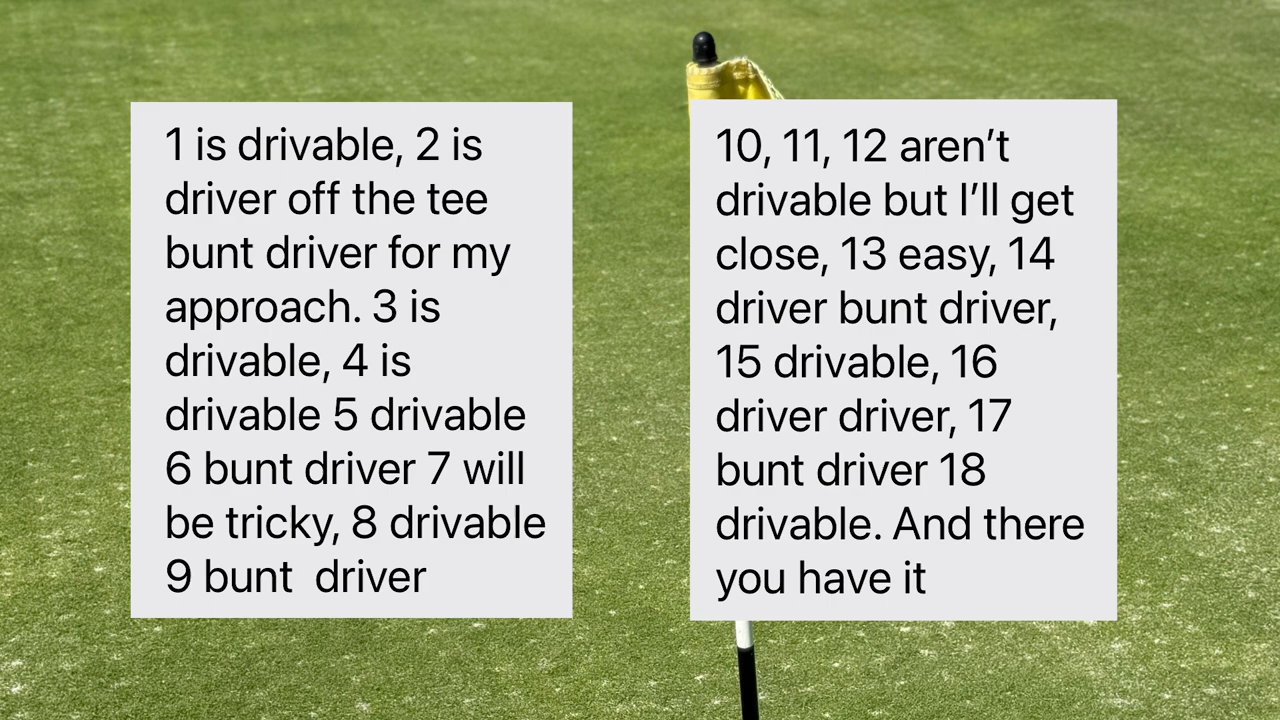 1 is drivable, 2 is
driver off the tee
bunt driver for my
approach. 3 is
drivable, 4 is
drivable 5 drivable
6 bunt driver 7 will
be tricky, 8 drivable
9 bunt  driver
10, 11, 12 aren’t
drivable but I’ll get
close, 13 easy, 14
driver bunt driver,
15 drivable, 16
driver driver, 17
bunt driver 18
drivable. And there
you have it